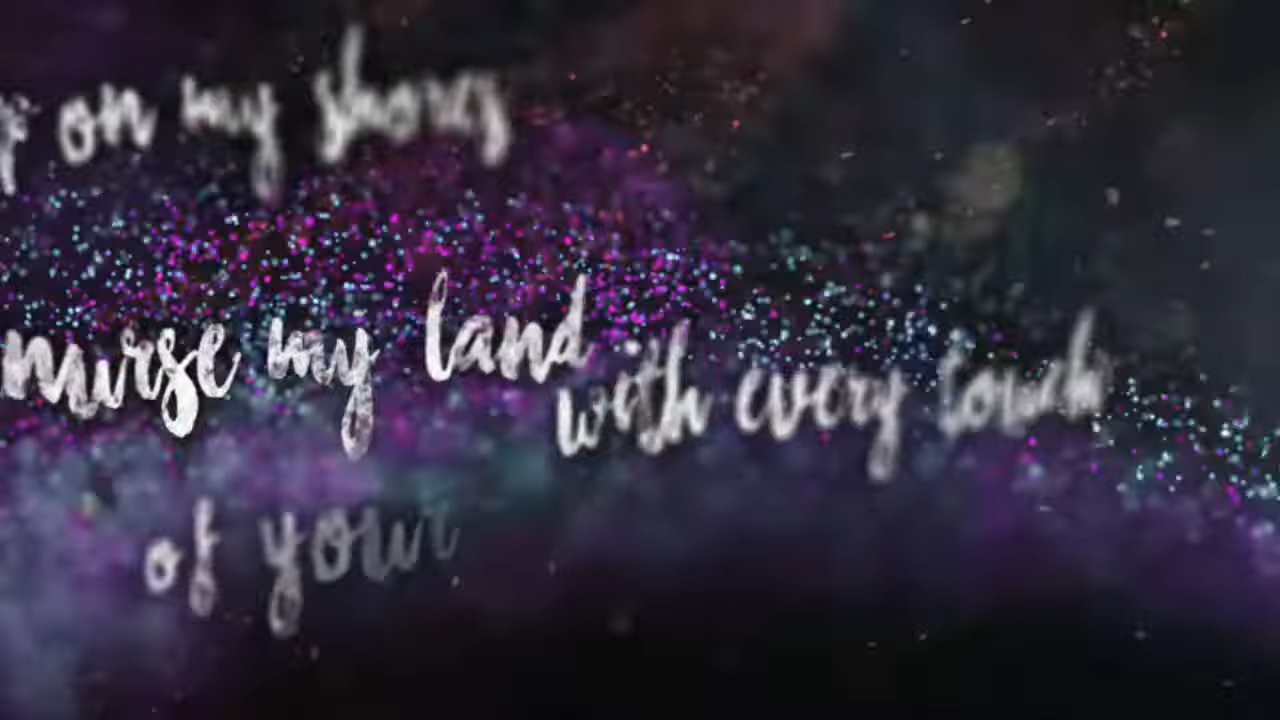 on my shores
nurse my land
with every touch
of your